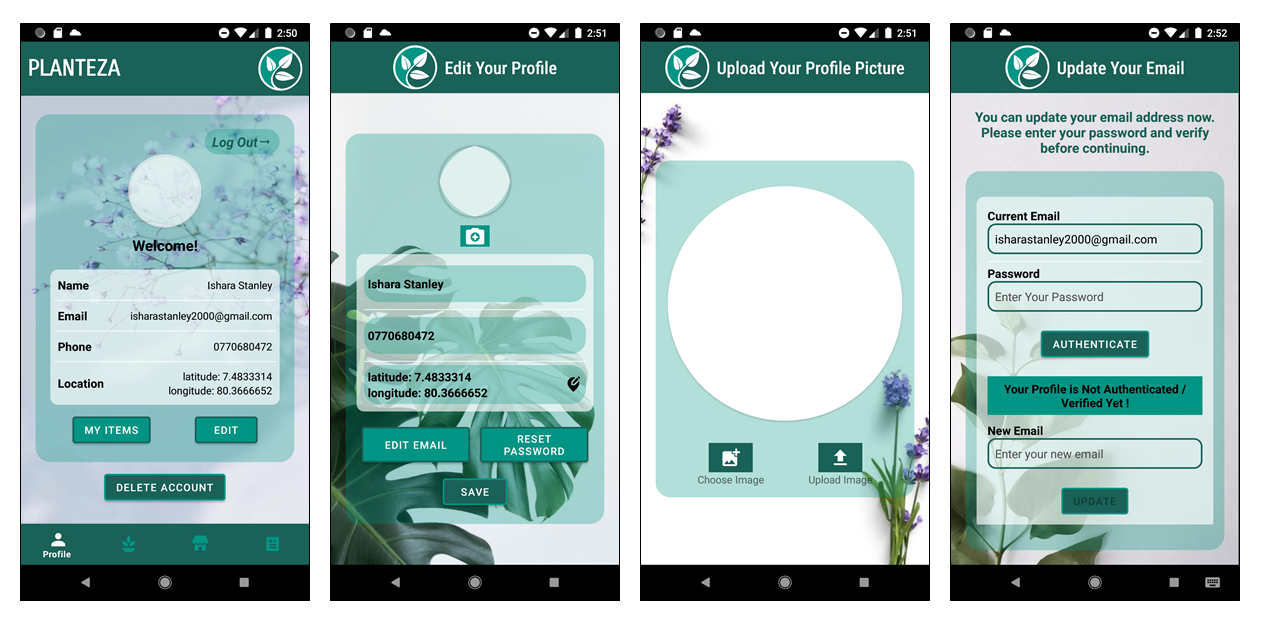 2:50
PLANTEZA
Log Out→
Welcome!
Name Ishara Stanley
Email isharastanley2000@gmail.com
Phone 0770680472
Location latitude: 7.4833314
longitude: 80.3666652
MY ITEMS EDIT
DELETE ACCOUNT
Profile
2:51
Edit Your Profile
Ishara Stanley
0770680472
latitude: 7.4833314
longitude: 80.3666652
EDIT EMAIL RESET
PASSWORD
SAVE
2:51
Upload Your Profile Picture
Choose Image Upload Image
2:52
Update Your Email
You can update your email address now.
Please enter your password and verify
before continuing.
Current Email
isharastanley2000@gmail.com
Password
Enter Your Password
AUTHENTICATE
Your Profile is Not Authenticated /
Verified Yet !
New Email
Enter your new email
UPDATE